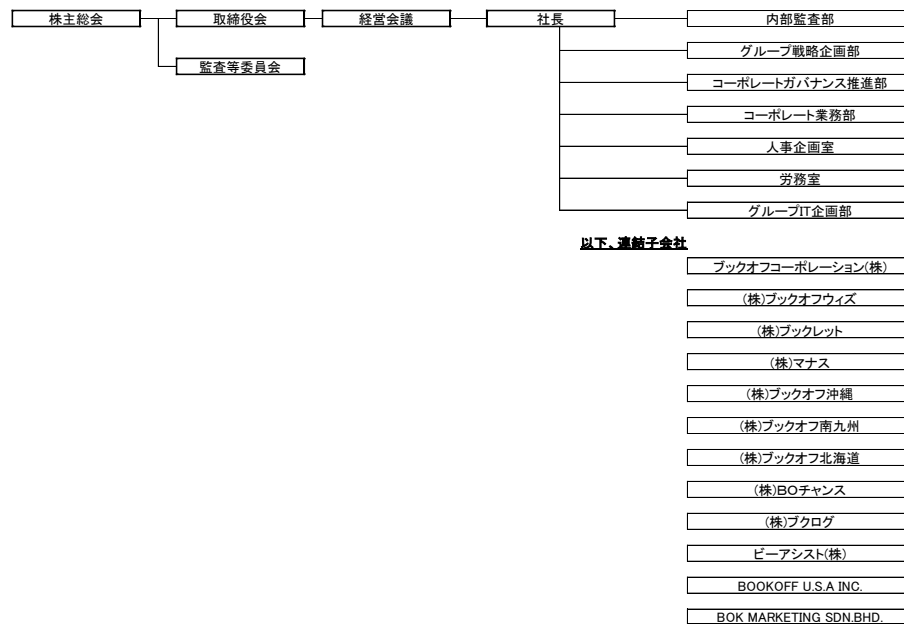 株主総会 取締役会 経営会議 社長 内部監査部
グループ戦略企画部
監査等委員会
コーポレートガバナンス推進部
コーポレート業務部
人事企画室
労務室
グループIT企画部
以下、連結子会社
ブックオフコーポレーション(株)
(株)ブックオフウィズ
(株)ブックレット
(株)マナス
(株)ブックオフ沖縄
(株)ブックオフ南九州
(株)ブックオフ北海道
(株)BOチャンス
(株)ブクログ
ビーアシスト(株)
BOOKOFF U.S.A INC.
BOK MARKETING SDN.BHD.